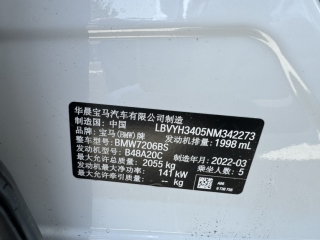 华晨宝马汽车有限公司制造
制造国：中国 LBVYH3405NM342273
品牌：宝马(BMW)牌 发动机排量：1998 mL
整车型号：BMW7206BS
发动机型号：B48A20C 制造年月：2022-03
最大允许总质量：2055 kg 乘坐人数：5
发动机最大净功率：141 kW
最大允许牵引质量：-- kg